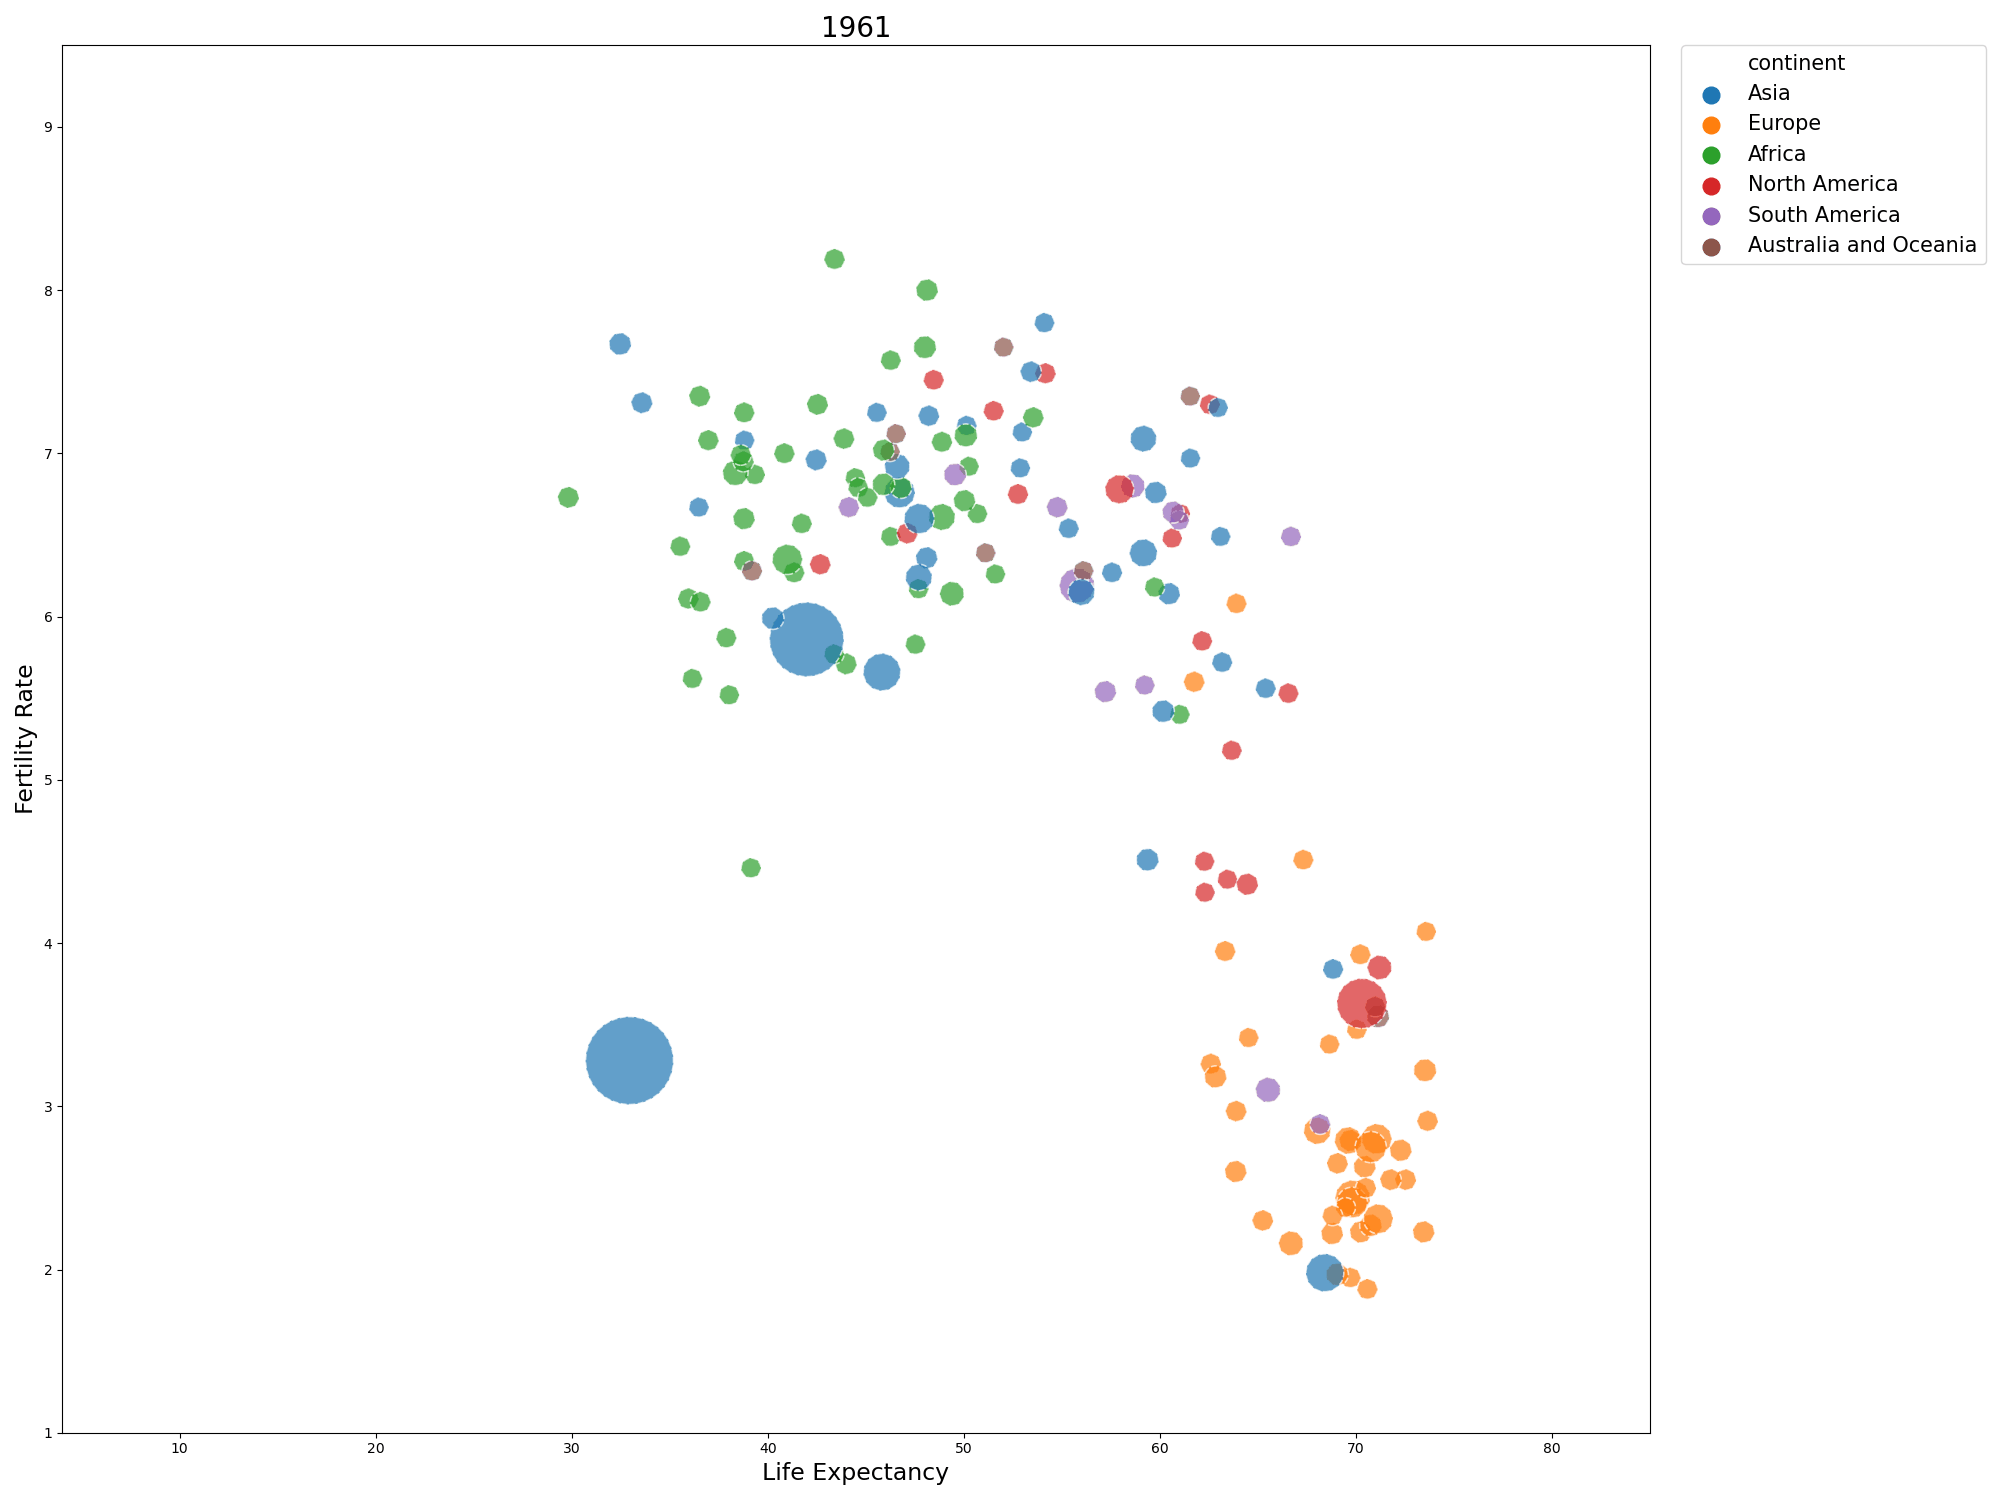 1961
continent
Asia
Europe
Africa
North America
South America
Australia and Oceania
Fertility Rate
9
8
7
6
5
4
3
2
1
10 20 30 40 50 60 70 80
Life Expectancy